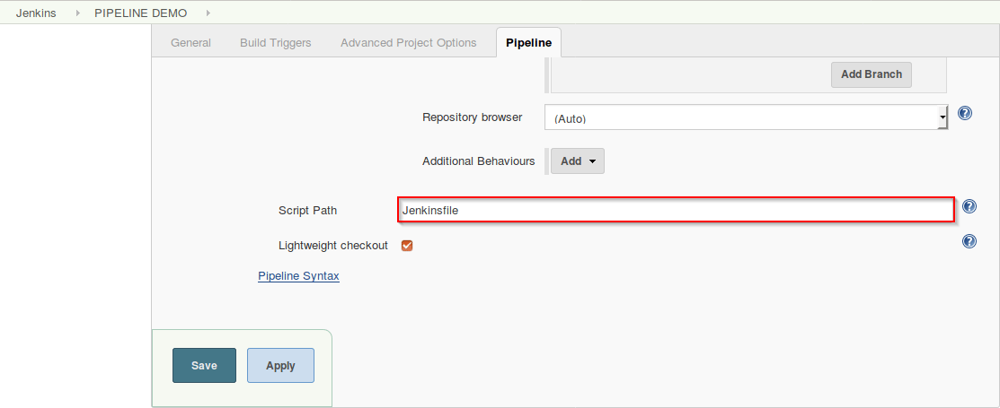 Jenkins PIPELINE DEMO
General Build Triggers Advanced Project Options Pipeline
Add Branch
Repository browser (Auto) ?
Additional Behaviours Add
Script Path Jenkinsfile ?
Lightweight checkout ?
Pipeline Syntax
Save Apply